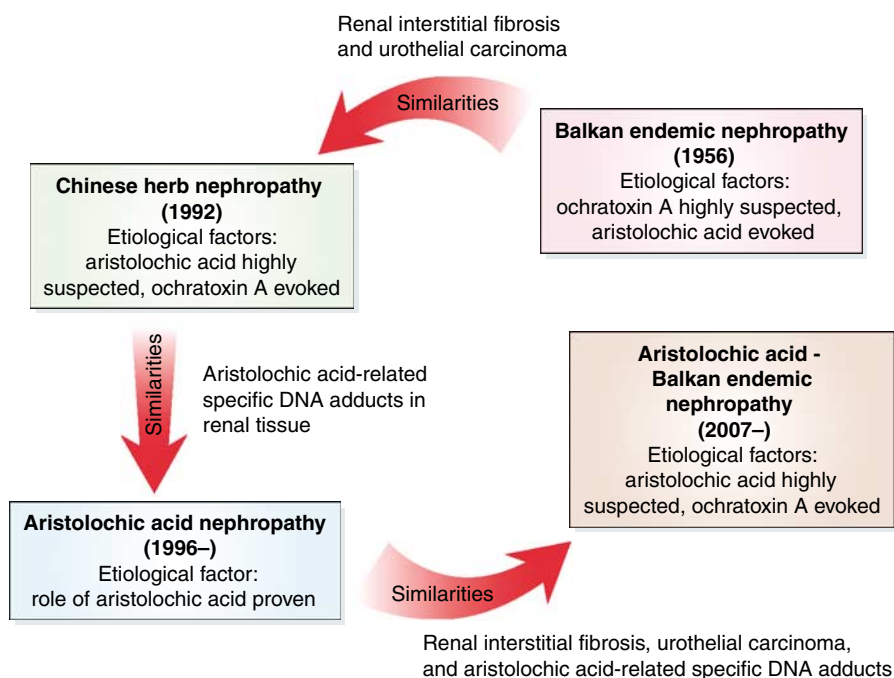 Renal interstitial fibrosis
and urothelial carcinoma
Similarities
Balkan endemic nephropathy
(1956)
Etiological factors:
ochratoxin A highly suspected,
aristolochic acid evoked
Chinese herb nephropathy
(1992)
Etiological factors:
aristolochic acid highly
suspected, ochratoxin A evoked
Similarities
Aristolochic acid-related
specific DNA adducts in
renal tissue
Aristolochic acid -
Balkan endemic
nephropathy
(2007–)
Etiological factors:
aristolochic acid highly
suspected, ochratoxin A evoked
Aristolochic acid nephropathy
(1996–)
Etiological factor:
role of aristolochic acid proven
Similarities
Renal interstitial fibrosis, urothelial carcinoma,
and aristolochic acid-related specific DNA adducts